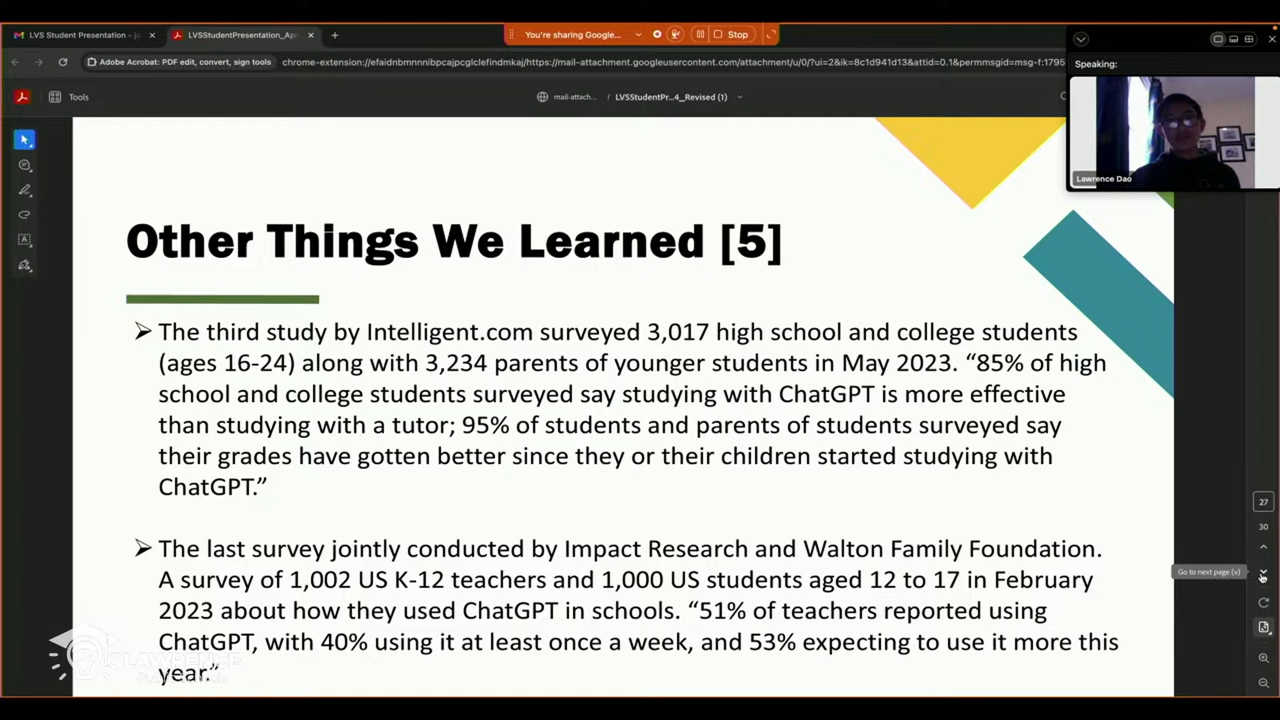 LVS Student Presentation - j
LVSStudentPresentation_Ap
You're sharing Google...
Stop
Adobe Acrobat: PDF edit, convert, sign tools
chrome-extension://efaidnbmnnnibpcajpcglclefindmkaj/https://mail-attachment.googleusercontent.com/attachment/u/0/?ui=2&ik=8c1d941d13&attid=0.1&permmsgid=msg-f:1795
Speaking:
Tools
mail-attach...
LVSStudentPr...4_Revised (1)
Lawrence Dao
Other Things We Learned [5]
The third study by Intelligent.com surveyed 3,017 high school and college students
(ages 16-24) along with 3,234 parents of younger students in May 2023. “85% of high
school and college students surveyed say studying with ChatGPT is more effective
than studying with a tutor; 95% of students and parents of students surveyed say
their grades have gotten better since they or their children started studying with
ChatGPT.”
27
30
The last survey jointly conducted by Impact Research and Walton Family Foundation.
Go to next page (v)
A survey of 1,002 US K-12 teachers and 1,000 US students aged 12 to 17 in February
2023 about how they used ChatGPT in schools. “51% of teachers reported using
ChatGPT, with 40% using it at least once a week, and 53% expecting to use it more this
year.”